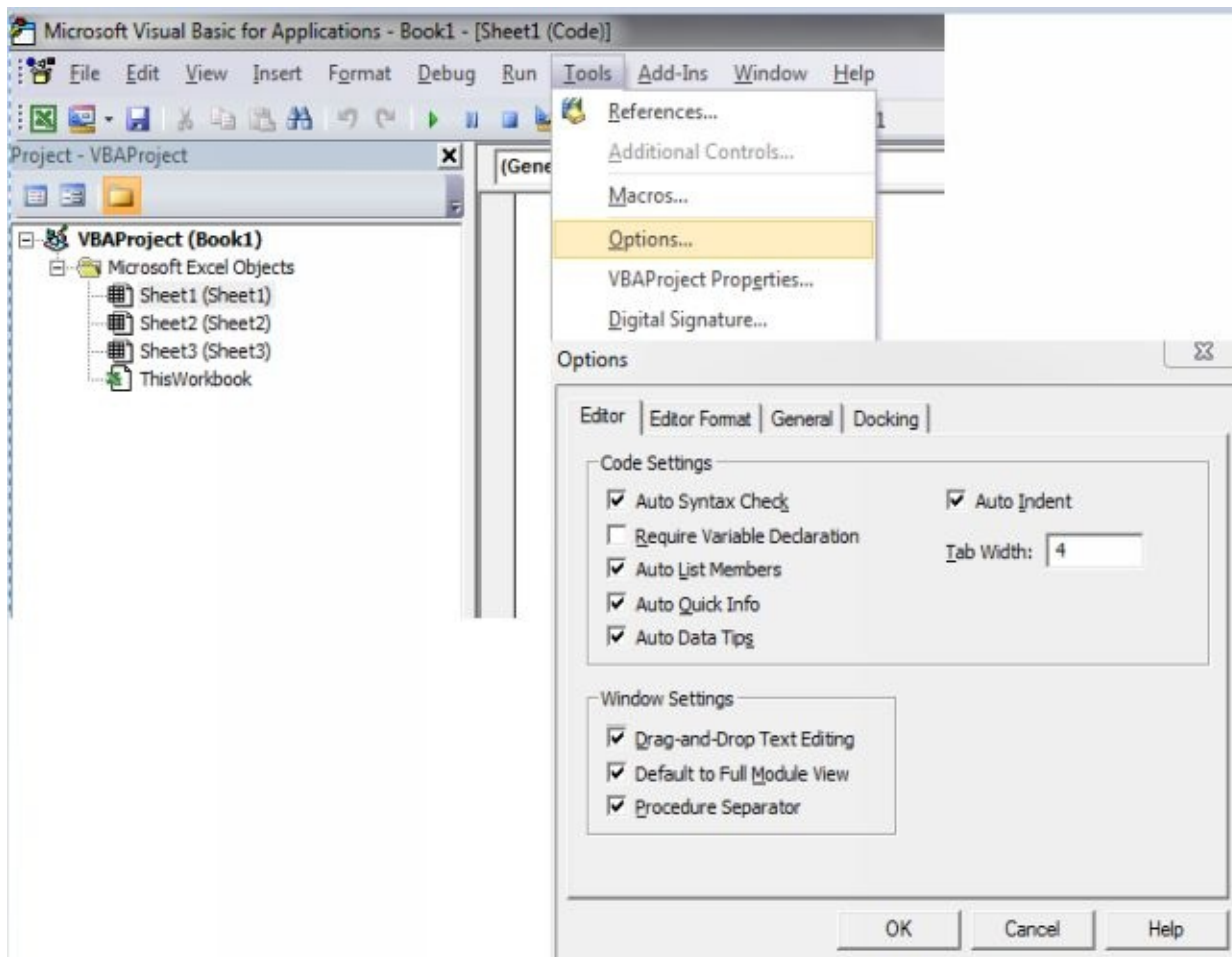 Microsoft Visual Basic for Applications - Book1 - [Sheet1 (Code)]
File Edit View Insert Format Debug Run Tools Add-Ins Window Help
References...
1
Project - VBAProject
(Gene
Additional Controls...
Macros...
VBAProject (Book1)
Options...
Microsoft Excel Objects
VBAProject Properties...
Sheet1 (Sheet1)
Sheet2 (Sheet2)
Digital Signature...
Sheet3 (Sheet3)
ThisWorkbook
Options
Editor Editor Format General Docking
Code Settings
Auto Syntax Check
Auto Indent
Require Variable Declaration
Tab Width: 4
Auto List Members
Auto Quick Info
Auto Data Tips
Window Settings
Drag-and-Drop Text Editing
Default to Full Module View
Procedure Separator
OK Cancel Help